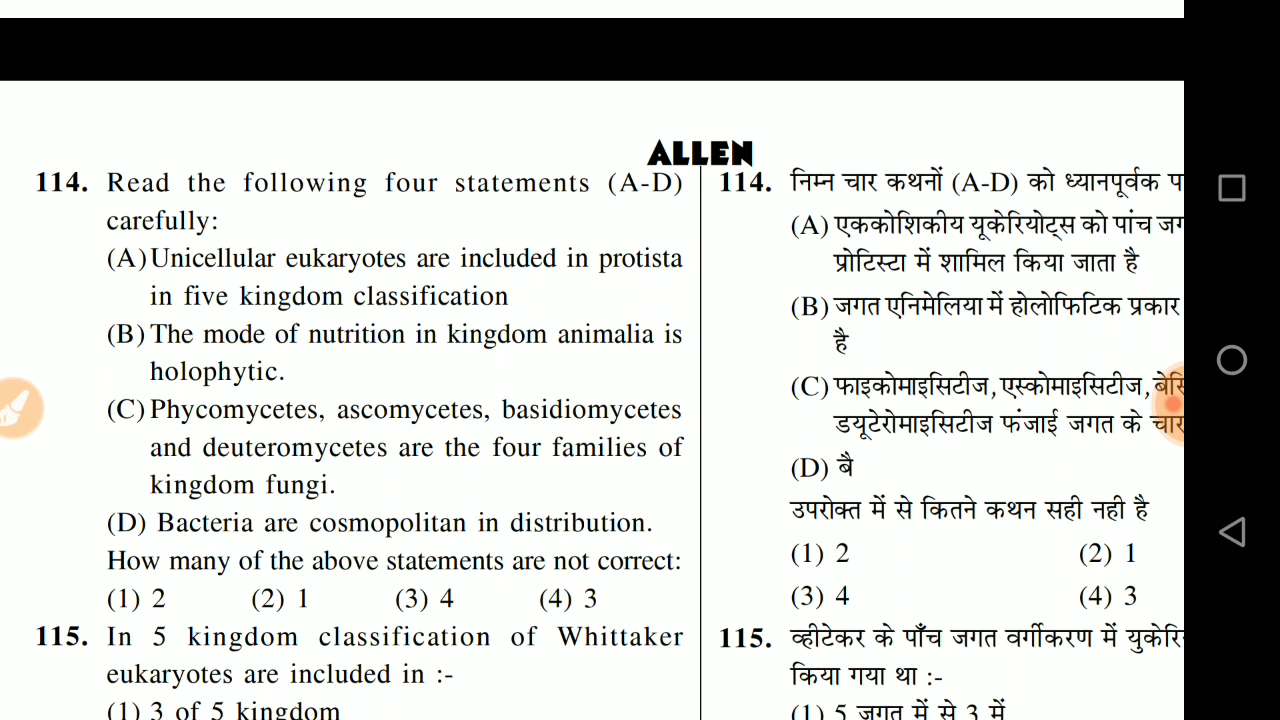 ALLEN
114. Read the following four statements (A-D)
carefully:
(A) Unicellular eukaryotes are included in protista
in five kingdom classification
(B) The mode of nutrition in kingdom animalia is
holophytic.
(C) Phycomycetes, ascomycetes, basidiomycetes
and deuteromycetes are the four families of
kingdom fungi.
(D) Bacteria are cosmopolitan in distribution.
How many of the above statements are not correct:
(1) 2 (2) 1 (3) 4 (4) 3
115. In 5 kingdom classification of Whittaker
eukaryotes are included in :-
(1) 3 of 5 kingdom
114. निम्न चार कथनों (A-D) को ध्यानपूर्वक
(A) एककोशिकीय यूकेरियोट्स को पांच
प्रोटिस्टा में शामिल किया जाता है
(B) जगत एनिमेलिया में होलोफिटिक प्रकार
है
(C) फाइकोमाइसिटीज, एस्कोमाइसिटीज,
डयूटेरोमाइसिटीज फंजाई जगत के चार
(D) बै
उपरोक्त में से कितने कथन सही नही है
(1) 2 (2) 1
(3) 4 (4) 3
115. व्हीटेकर के पाँच जगत वर्गीकरण में
किया गया था :-
(1) 5 जगत में से 3 में